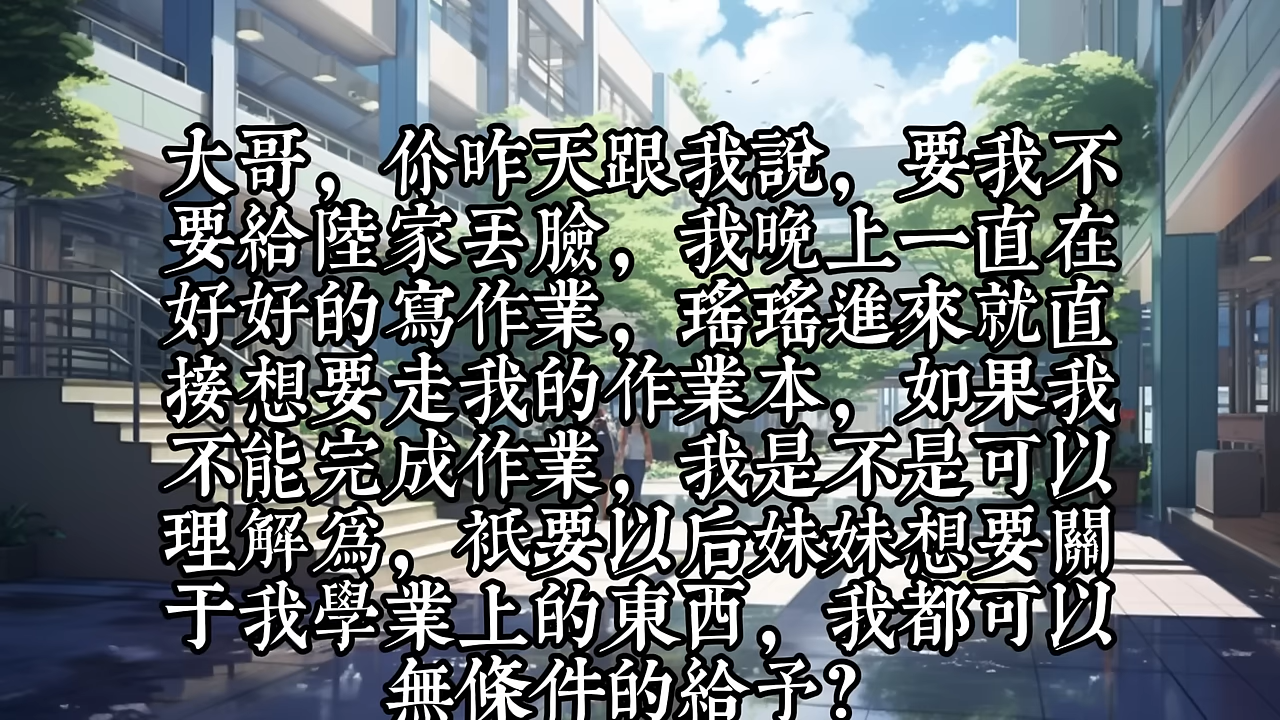 大哥，你昨天跟我說，要我不
要給陸家丟臉，我晚上一直在
好好的寫作業，瑤瑤進來就直
接想要走我的作業本，如果我
不能完成作業，我是不是可以
理解爲，衹要以后妹妹想要關
于我學業上的東西，我都可以
無條件的給予？